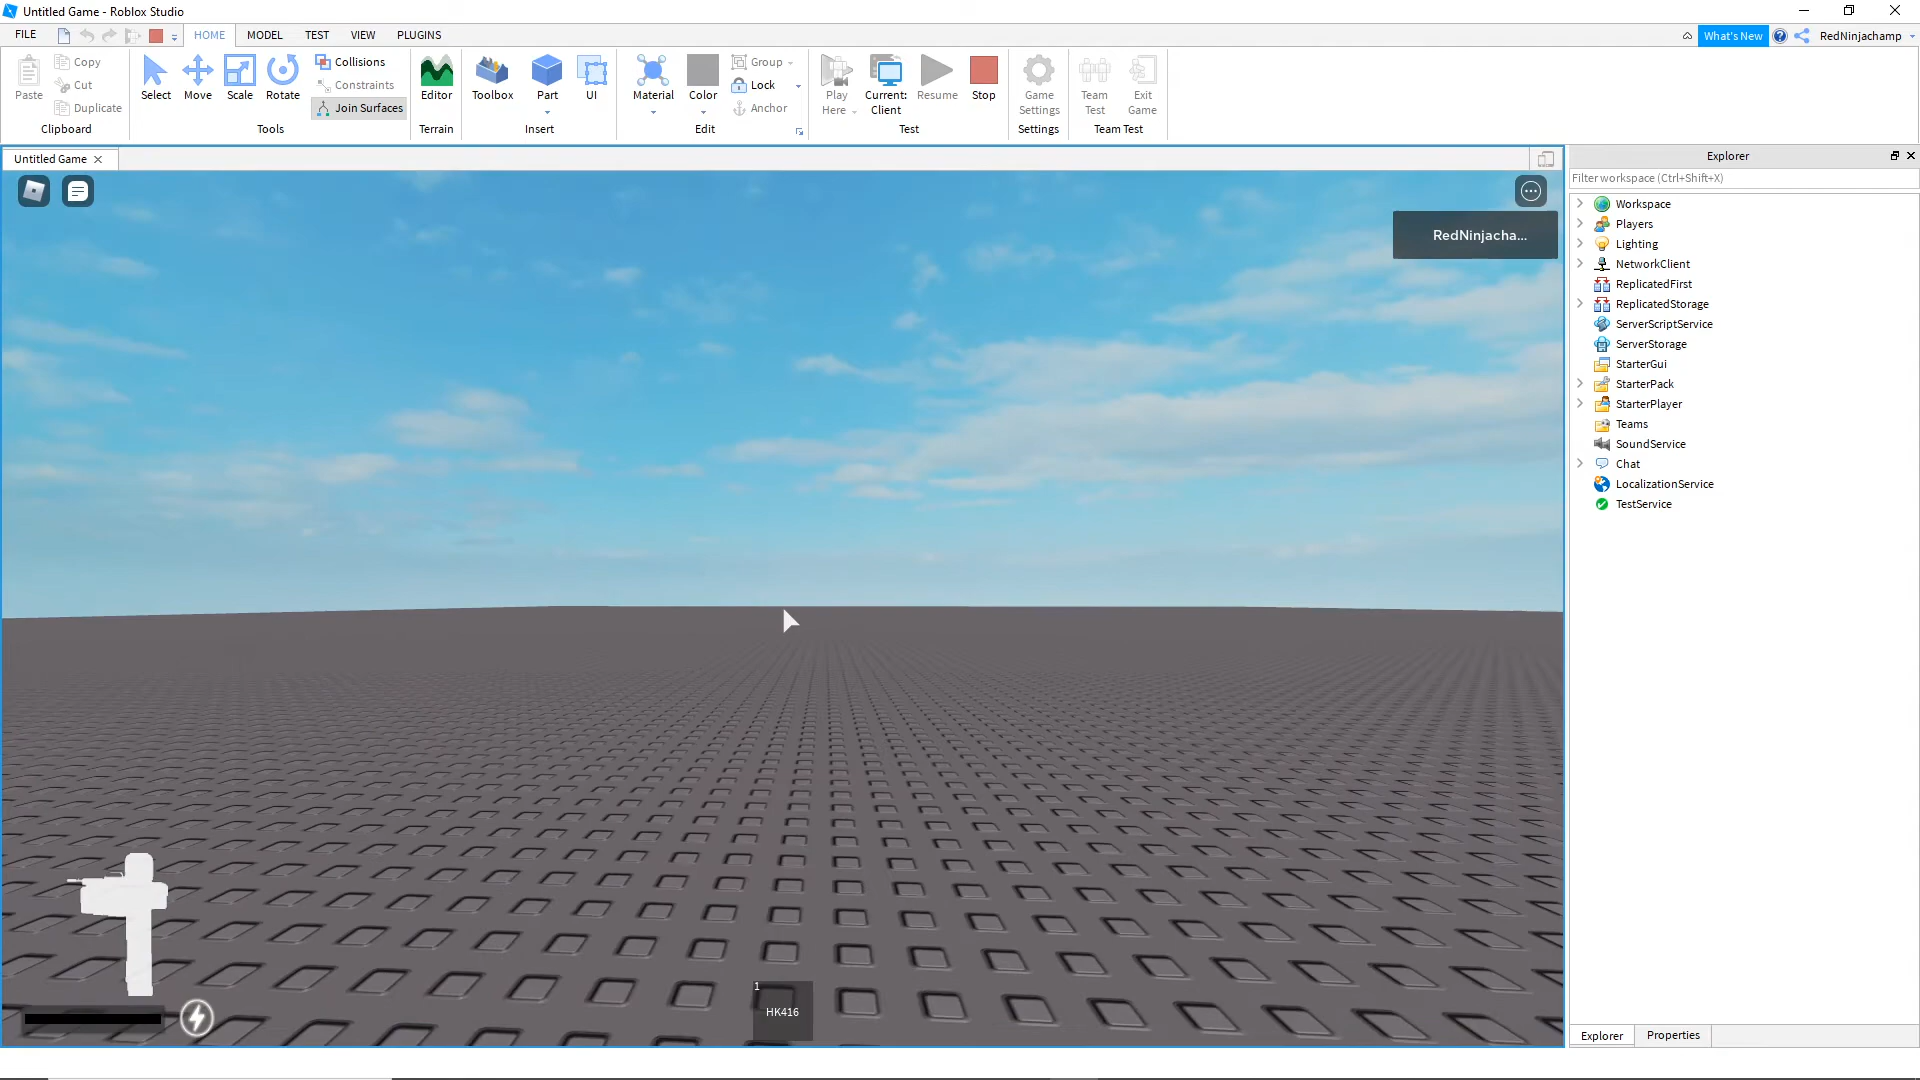 Untitled Game - Roblox Studio
FILE HOME MODEL TEST VIEW PLUGINS What's New RedNinjachamp
Paste Copy Cut Duplicate
Clipboard
Select Move Scale Rotate Collisions Constraints Join Surfaces
Tools
Editor
Terrain
Toolbox Part UI
Insert
Material Color Group Lock Anchor
Edit
Play Here Current: Client Resume Stop
Test
Game Settings
Settings
Team Test Exit Game
Team Test
Untitled Game
RedNinjacha...
1
HK416
Explorer
Filter workspace (Ctrl+Shift+X)
Workspace
Players
Lighting
NetworkClient
ReplicatedFirst
ReplicatedStorage
ServerScriptService
ServerStorage
StarterGui
StarterPack
StarterPlayer
Teams
SoundService
Chat
LocalizationService
TestService
Explorer Properties